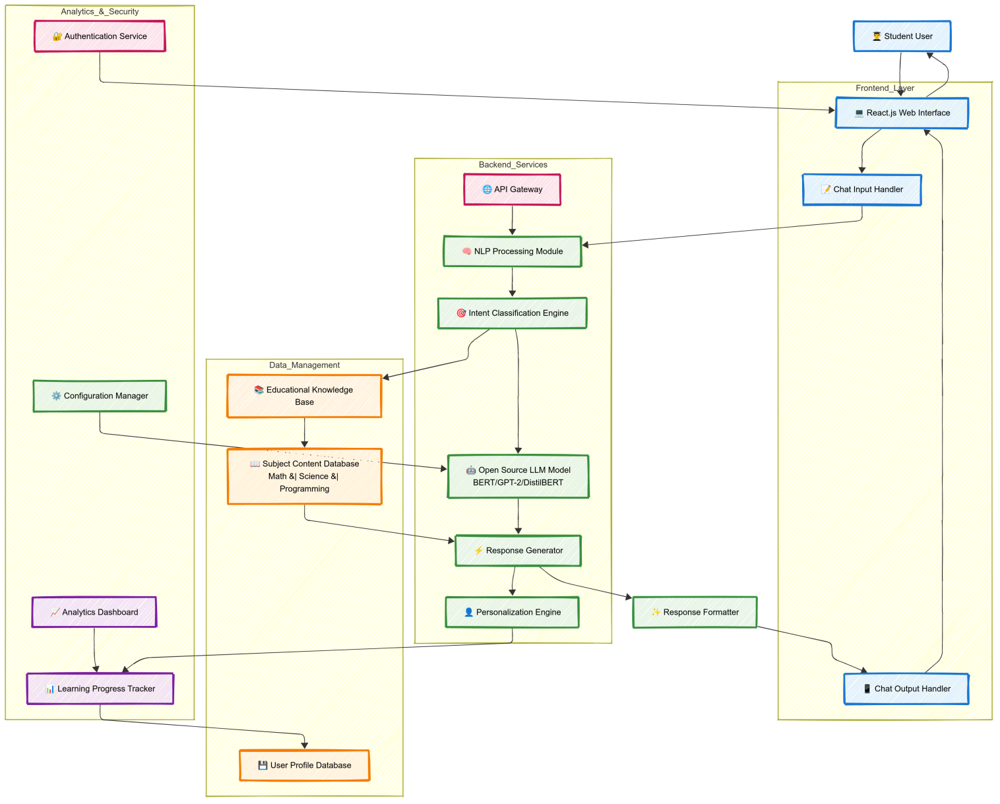 Analytics_&_Security
🔐 Authentication Service
👨‍🎓 Student User
Frontend_Layer
💻 React.js Web Interface
Backend_Services
🌐 API Gateway
📝 Chat Input Handler
🧠 NLP Processing Module
🎯 Intent Classification Engine
Data_Management
📚 Educational Knowledge
Base
⚙️ Configuration Manager
📖 Subject Content Database
Math &| Science &|
Programming
🤖 Open Source LLM Model
BERT/GPT-2/DistilBERT
⚡ Response Generator
📈 Analytics Dashboard
👤 Personalization Engine
✨ Response Formatter
📊 Learning Progress Tracker
📱 Chat Output Handler
💾 User Profile Database